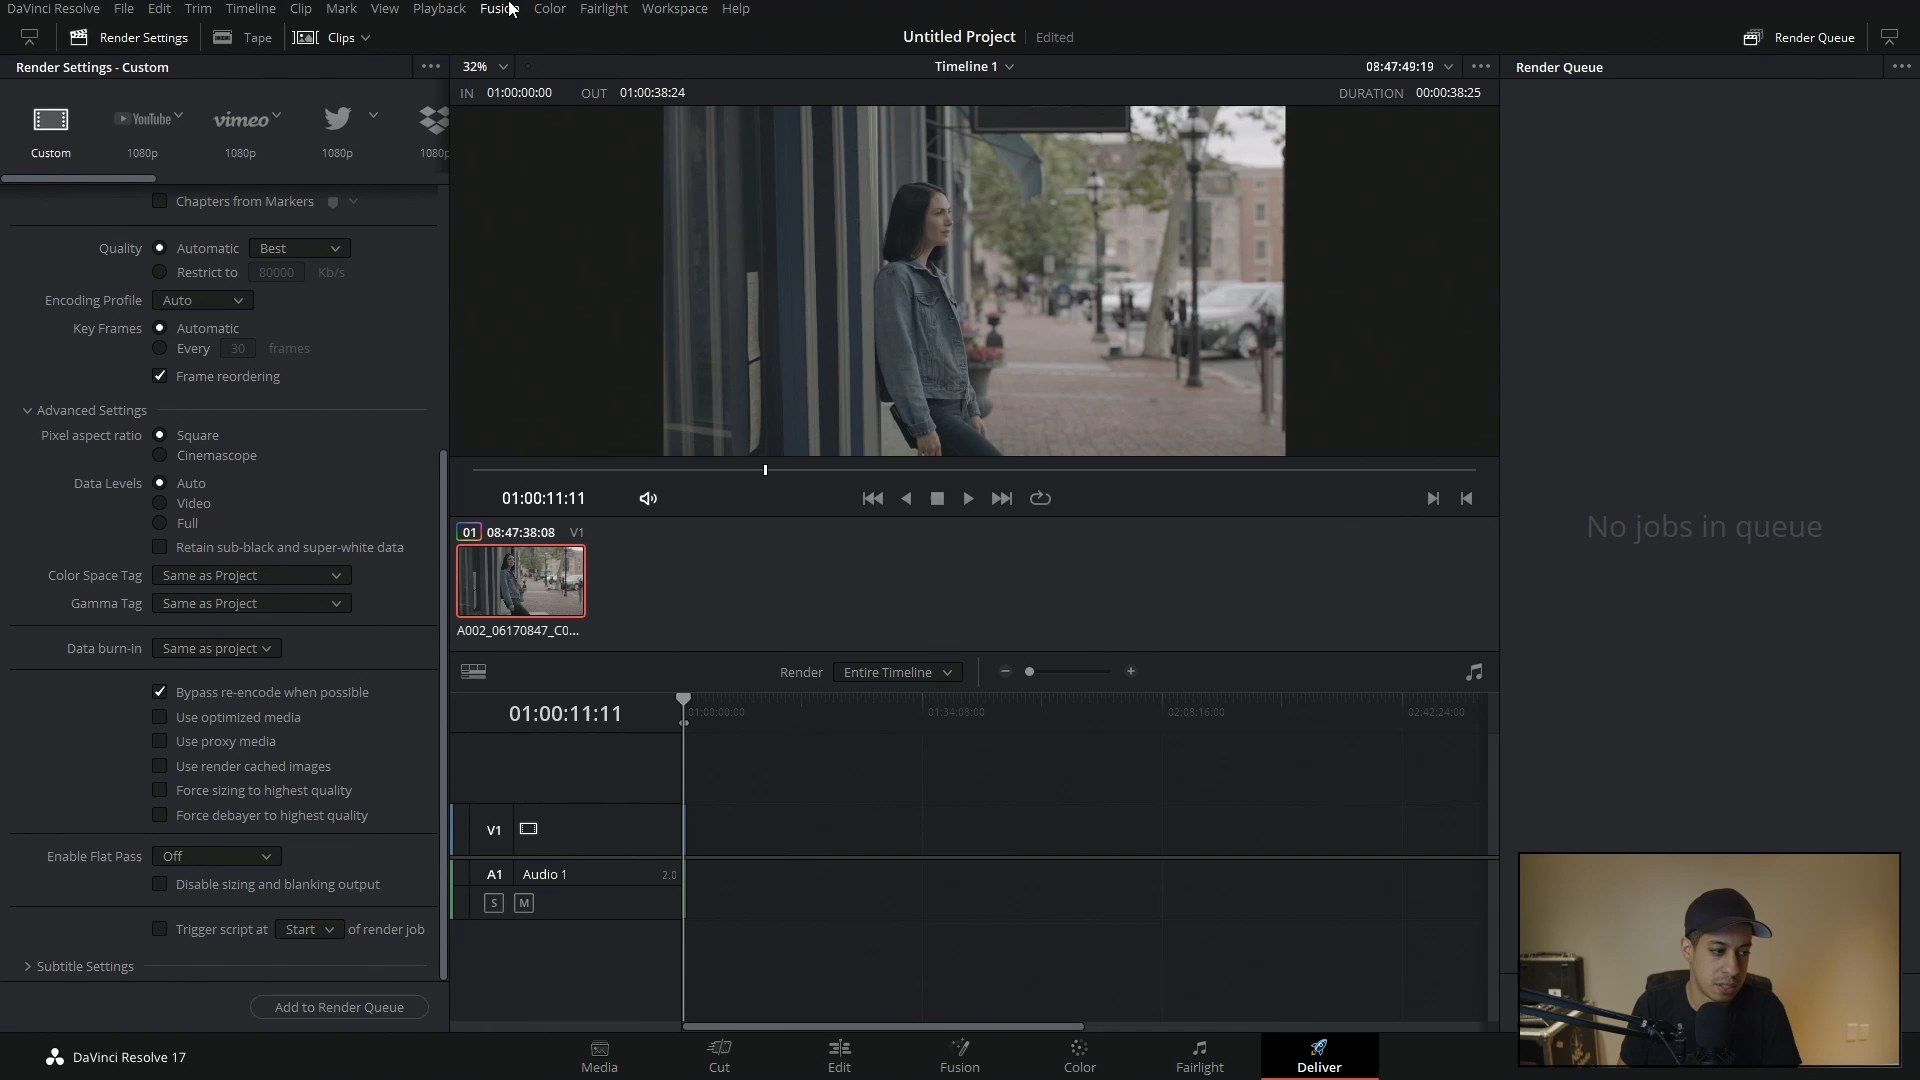 DaVinci Resolve File Edit Trim Timeline Clip Mark View Playback Fusion Color Fairlight Workspace Help
Render Settings Tape Clips Untitled Project Edited Render Queue
Render Settings - Custom 32% Timeline 1 08:47:49:19 Render Queue
IN 01:00:00:00 OUT 01:00:38:24 DURATION 00:00:38:25
YouTube vimeo
Custom 1080p 1080p 1080p 1080p
Chapters from Markers
Quality Automatic Best
Restrict to 80000 Kb/s
Encoding Profile Auto
Key Frames Automatic
Every 30 frames
Frame reordering
Advanced Settings
Pixel aspect ratio Square
Cinemascope
Data Levels Auto
Video
Full
Retain sub-black and super-white data
Color Space Tag Same as Project
Gamma Tag Same as Project
Data burn-in Same as project
Bypass re-encode when possible
Use optimized media
Use proxy media
Use render cached images
Force sizing to highest quality
Force debayer to highest quality
Enable Flat Pass Off
Disable sizing and blanking output
Trigger script at Start of render job
Subtitle Settings
Add to Render Queue
01:00:11:11
01 08:47:38:08 V1
A002_06170847_C0...
Render Entire Timeline
01:00:11:11 01:00:00:00 01:34:08:00 02:08:16:00 02:42:24:00
V1
A1 Audio 1 2.0
S M
No jobs in queue
DaVinci Resolve 17
Media Cut Edit Fusion Color Fairlight Deliver